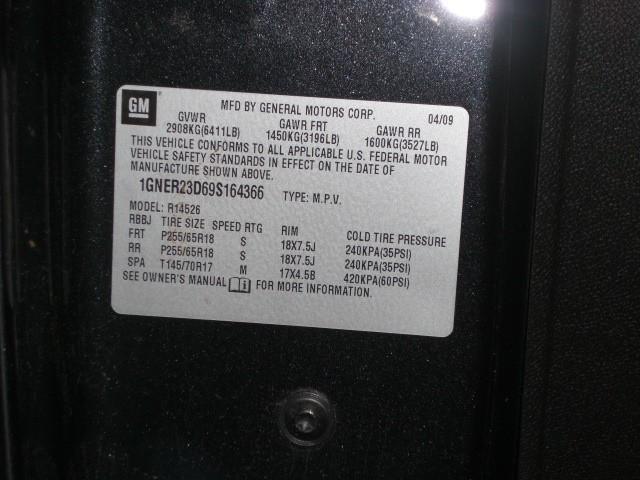 GM
MFD BY GENERAL MOTORS CORP. 04/09
GVWR GAWR FRT GAWR RR
2908KG(6411LB) 1450KG(3196LB) 1600KG(3527LB)
THIS VEHICLE CONFORMS TO ALL APPLICABLE U.S. FEDERAL MOTOR
VEHICLE SAFETY STANDARDS IN EFFECT ON THE DATE OF
MANUFACTURE SHOWN ABOVE.
1GNER23D69S164366 TYPE: M.P.V.
MODEL: R14526
RBBJ TIRE SIZE SPEED RTG RIM COLD TIRE PRESSURE
FRT P255/65R18 S 18X7.5J 240KPA(35PSI)
RR P255/65R18 S 18X7.5J 240KPA(35PSI)
SPA T145/70R17 M 17X4.5B 420KPA(60PSI)
SEE OWNER'S MANUAL i FOR MORE INFORMATION.